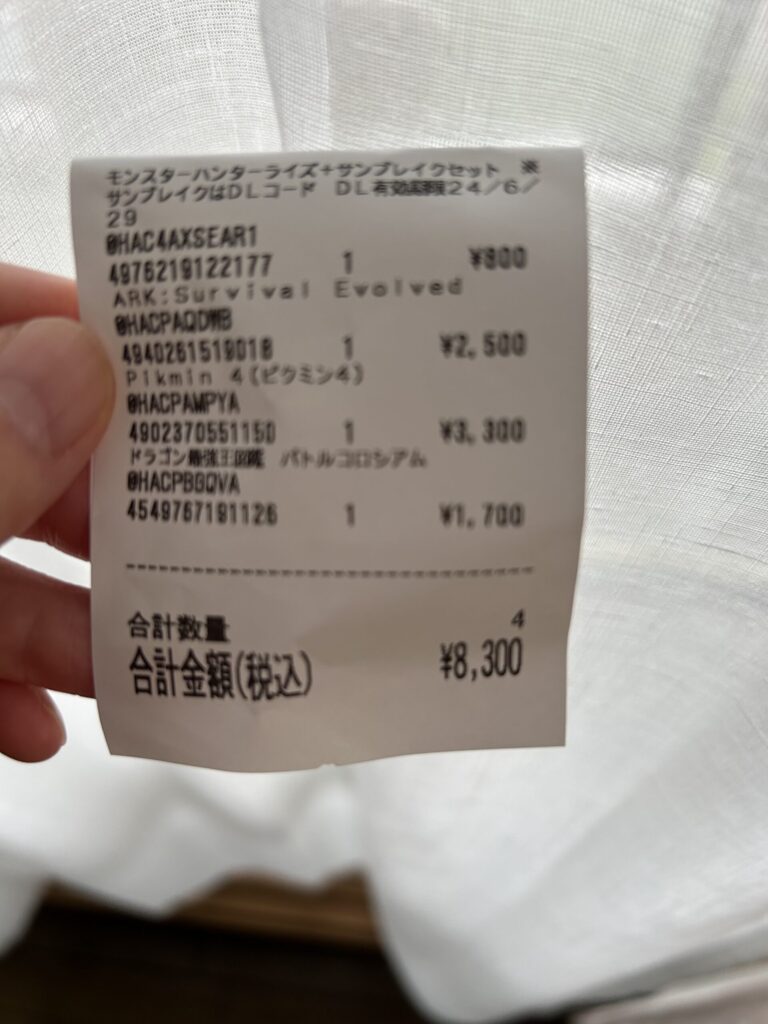 モンスターハンターライズ+サンブレイクセット ※
サンブレイクはDLコード DL有効期限24/6/
29
@HAC4AXSEAR1
4976219122177 1 ¥800
ARK:Survival Evolved
@HACPAQDWB
4940261519018 1 ¥2,500
Pikmin 4(ピクミン4)
@HACPAMPYA
4902370551150 1 ¥3,300
ドラゴン最強王図鑑 バトルコロシアム
@HACPBGQVA
4549767191126 1 ¥1,700
合計数量 4
合計金額(税込) ¥8,300